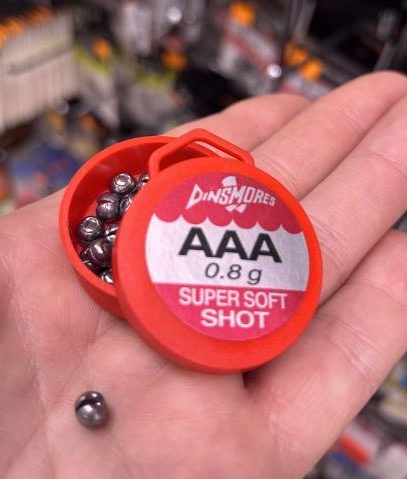 DINSMORES
AAA
0.8 g
SUPER SOFT
SHOT